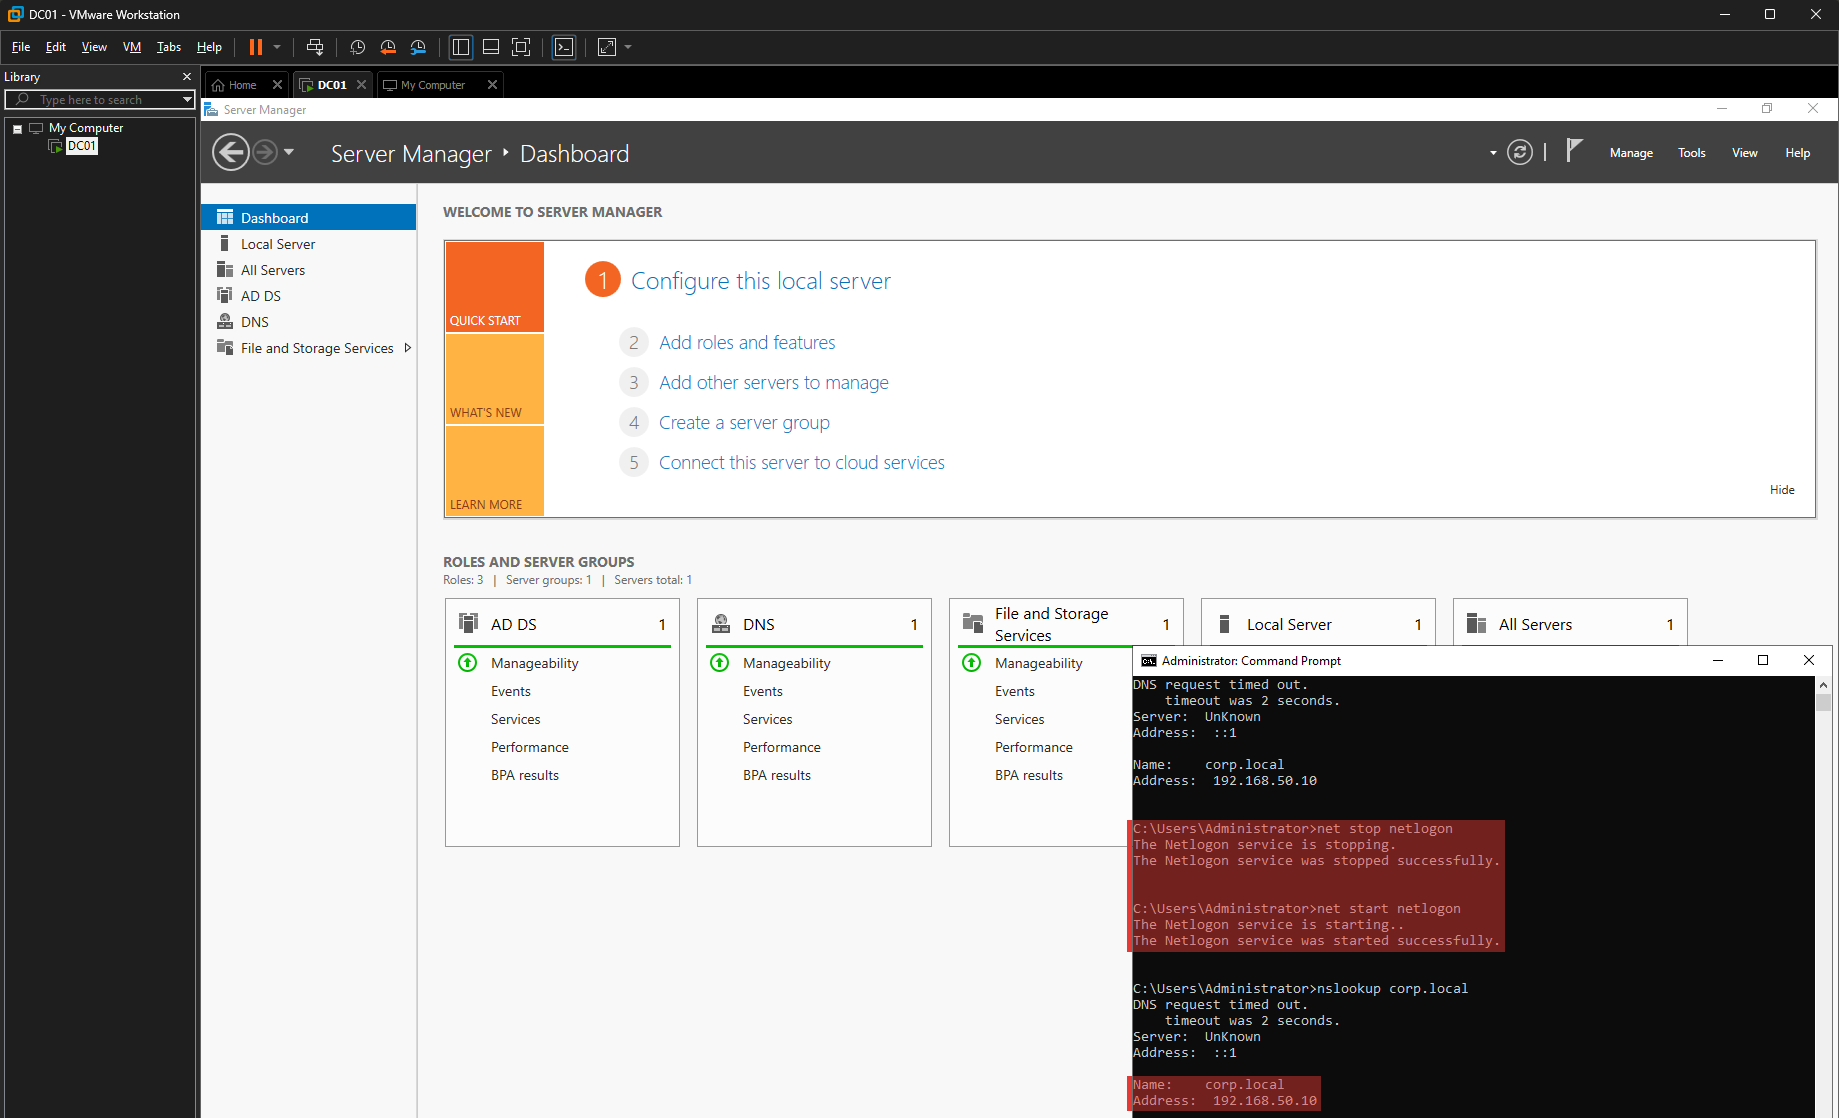 DC01 - VMware Workstation
File Edit View VM Tabs Help
Library
Type here to search
My Computer
DC01
Home
DC01
My Computer
Server Manager
Server Manager ‣ Dashboard
Manage Tools View Help
Dashboard
Local Server
All Servers
AD DS
DNS
File and Storage Services
WELCOME TO SERVER MANAGER
QUICK START
WHAT'S NEW
LEARN MORE
1 Configure this local server
2 Add roles and features
3 Add other servers to manage
4 Create a server group
5 Connect this server to cloud services
Hide
ROLES AND SERVER GROUPS
Roles: 3 | Server groups: 1 | Servers total: 1
AD DS 1
Manageability
Events
Services
Performance
BPA results
DNS 1
Manageability
Events
Services
Performance
BPA results
File and Storage
Services 1
Manageability
Events
Services
Performance
BPA results
Local Server 1
All Servers 1
Administrator: Command Prompt
DNS request timed out.
timeout was 2 seconds.
Server: UnKnown
Address: ::1
Name: corp.local
Address: 192.168.50.10
C:\Users\Administrator>net stop netlogon
The Netlogon service is stopping.
The Netlogon service was stopped successfully.
C:\Users\Administrator>net start netlogon
The Netlogon service is starting..
The Netlogon service was started successfully.
C:\Users\Administrator>nslookup corp.local
DNS request timed out.
timeout was 2 seconds.
Server: UnKnown
Address: ::1
Name: corp.local
Address: 192.168.50.10